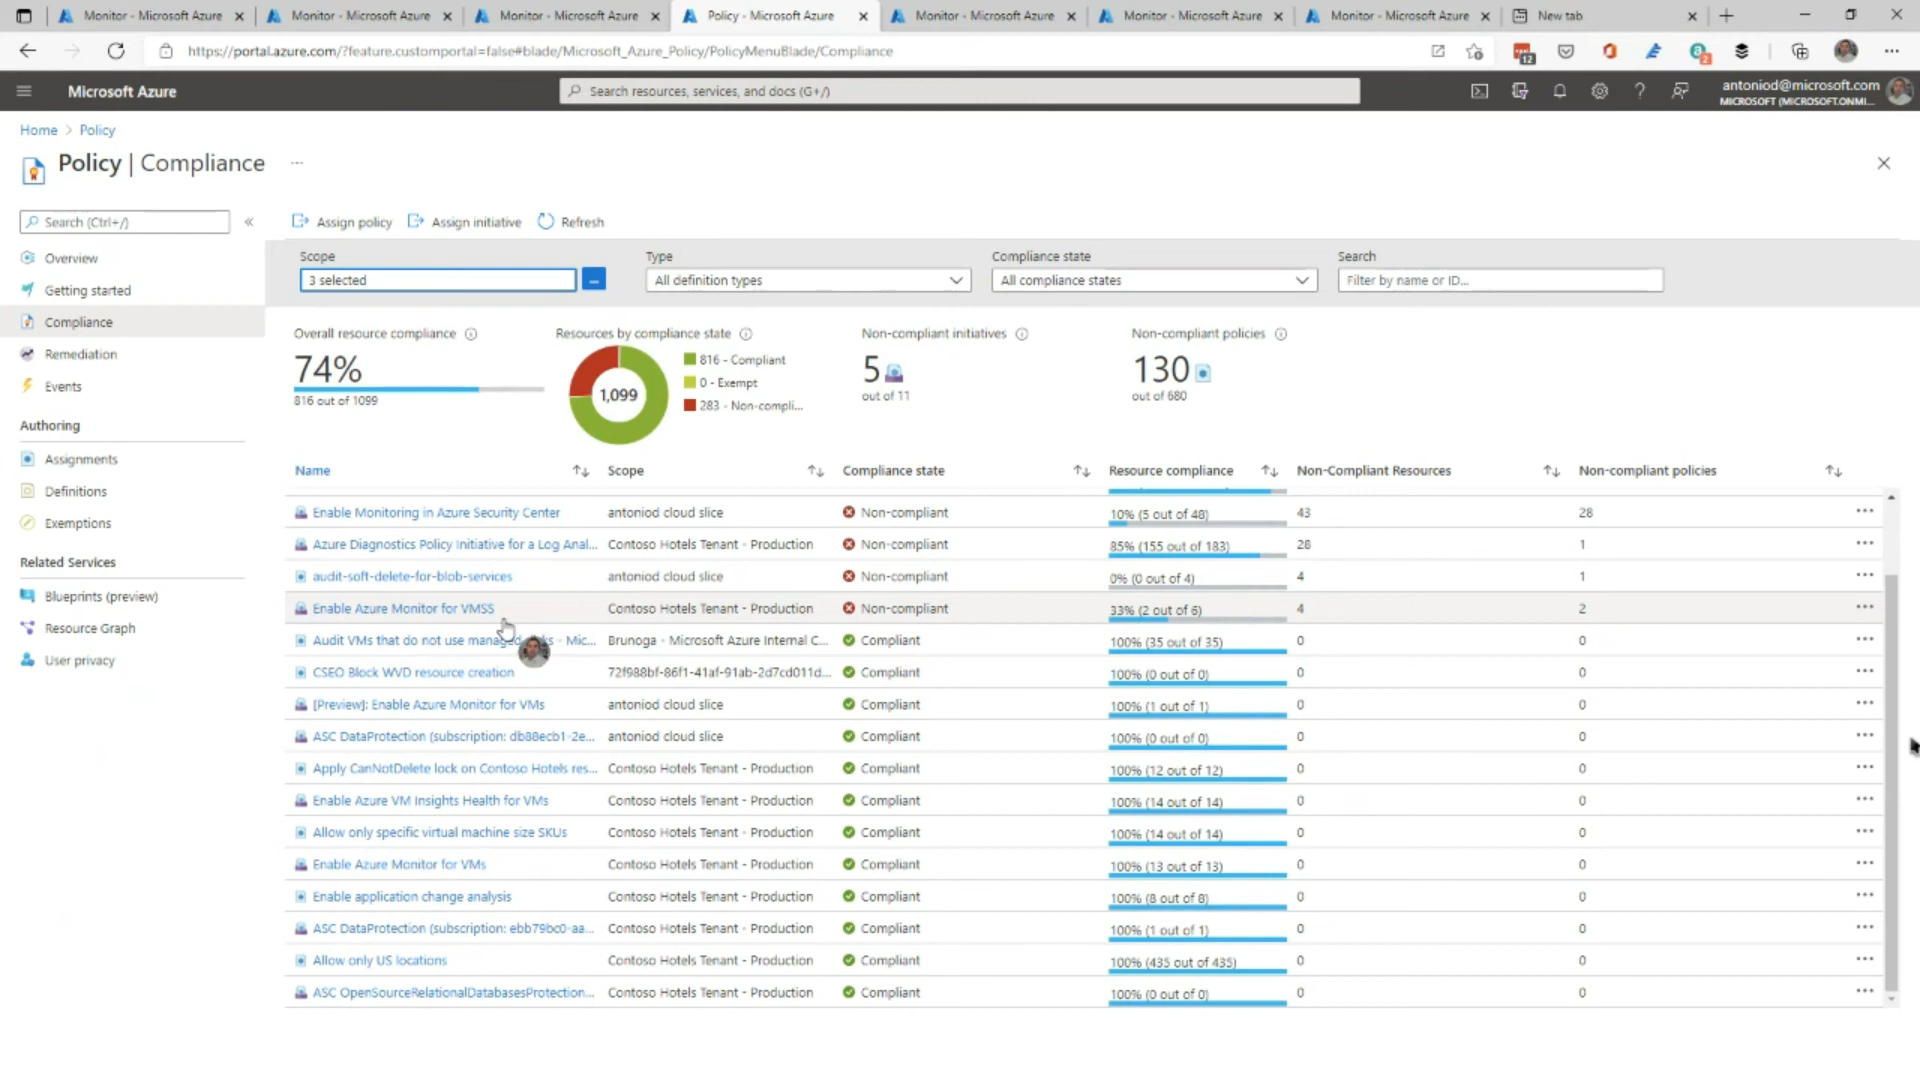 Monitor - Microsoft Azure
Monitor - Microsoft Azure
Monitor - Microsoft Azure
Policy - Microsoft Azure
Monitor - Microsoft Azure
Monitor - Microsoft Azure
Monitor - Microsoft Azure
New tab
https://portal.azure.com/?feature.customportal=false#blade/Microsoft_Azure_Policy/PolicyMenuBlade/Compliance
12
2
Microsoft Azure
Search resources, services, and docs (G+/)
antoniod@microsoft.com
MICROSOFT (MICROSOFT.ONMI...
Home > Policy
Policy | Compliance
Search (Ctrl+/)
Overview
Getting started
Compliance
Remediation
Events
Authoring
Assignments
Definitions
Exemptions
Related Services
Blueprints (preview)
Resource Graph
User privacy
Assign policy
Assign initiative
Refresh
Scope
3 selected
Type
All definition types
Compliance state
All compliance states
Search
Filter by name or ID...
Overall resource compliance
74%
816 out of 1099
Resources by compliance state
1,099
816 - Compliant
0 - Exempt
283 - Non-compli...
Non-compliant initiatives
5
out of 11
Non-compliant policies
130
out of 680
Name Scope Compliance state Resource compliance Non-Compliant Resources Non-compliant policies
Enable Monitoring in Azure Security Center antoniod cloud slice Non-compliant 10% (5 out of 48) 43 28
Azure Diagnostics Policy Initiative for a Log Anal... Contoso Hotels Tenant - Production Non-compliant 85% (155 out of 183) 28 1
audit-soft-delete-for-blob-services antoniod cloud slice Non-compliant 0% (0 out of 4) 4 1
Enable Azure Monitor for VMSS Contoso Hotels Tenant - Production Non-compliant 33% (2 out of 6) 4 2
Audit VMs that do not use managed disks - Mic... Brunoga - Microsoft Azure Internal C... Compliant 100% (35 out of 35) 0 0
CSEO Block WVD resource creation 72f988bf-86f1-41af-91ab-2d7cd011d... Compliant 100% (0 out of 0) 0 0
[Preview]: Enable Azure Monitor for VMs antoniod cloud slice Compliant 100% (1 out of 1) 0 0
ASC DataProtection (subscription: db88ecb1-2e... antoniod cloud slice Compliant 100% (0 out of 0) 0 0
Apply CanNotDelete lock on Contoso Hotels res... Contoso Hotels Tenant - Production Compliant 100% (12 out of 12) 0 0
Enable Azure VM Insights Health for VMs Contoso Hotels Tenant - Production Compliant 100% (14 out of 14) 0 0
Allow only specific virtual machine size SKUs Contoso Hotels Tenant - Production Compliant 100% (14 out of 14) 0 0
Enable Azure Monitor for VMs Contoso Hotels Tenant - Production Compliant 100% (13 out of 13) 0 0
Enable application change analysis Contoso Hotels Tenant - Production Compliant 100% (8 out of 8) 0 0
ASC DataProtection (subscription: ebb79bc0-aa... Contoso Hotels Tenant - Production Compliant 100% (1 out of 1) 0 0
Allow only US locations Contoso Hotels Tenant - Production Compliant 100% (435 out of 435) 0 0
ASC OpenSourceRelationalDatabasesProtection... Contoso Hotels Tenant - Production Compliant 100% (0 out of 0) 0 0